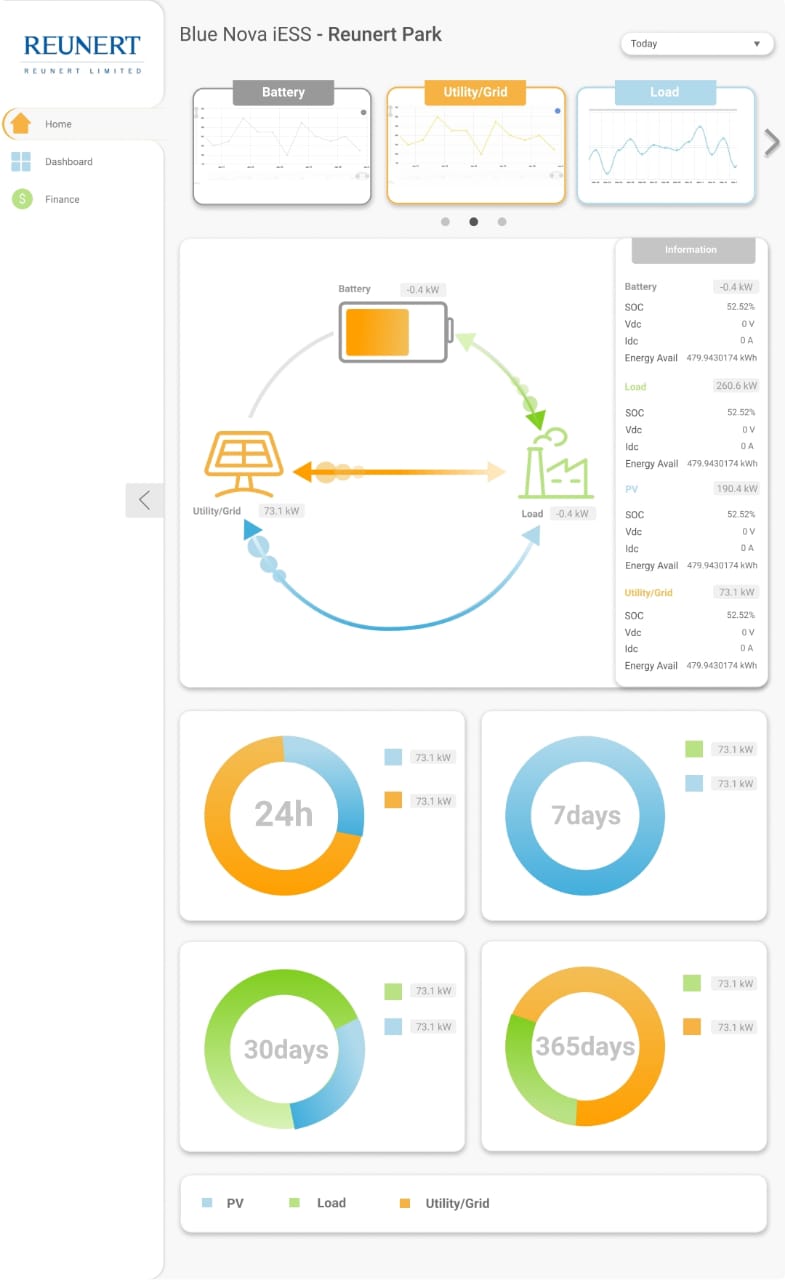 REUNERT
REUNERT LIMITED
Home
Dashboard
Finance
Blue Nova iESS - Reunert Park
Today
Battery
Utility/Grid
Load
Battery -0.4 kW
Utility/Grid 73.1 kW
Load -0.4 kW
Information
Battery -0.4 kW
SOC 52.52%
Vdc 0 V
Idc 0 A
Energy Avail 479.9430174 kWh
Load 260.6 kW
SOC 52.52%
Vdc 0 V
Idc 0 A
Energy Avail 479.9430174 kWh
PV 190.4 kW
SOC 52.52%
Vdc 0 V
Idc 0 A
Energy Avail 479.9430174 kWh
Utility/Grid 73.1 kW
SOC 52.52%
Vdc 0 V
Idc 0 A
Energy Avail 479.9430174 kWh
24h
73.1 kW
73.1 kW
7days
73.1 kW
73.1 kW
30days
73.1 kW
73.1 kW
365days
73.1 kW
73.1 kW
PV Load Utility/Grid